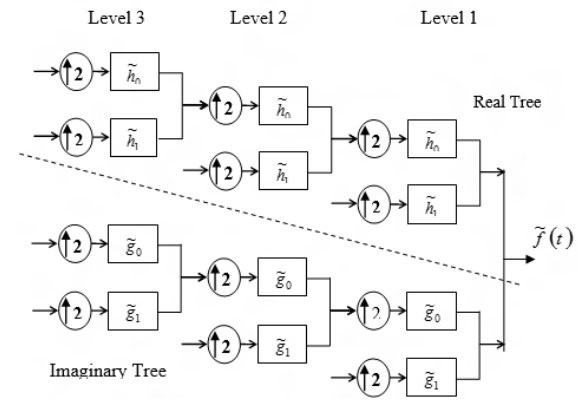 Level 3 Level 2 Level 1
↑2 h̃₀
↑2 h̃₀
Real Tree
↑2 h̃₁ ↑2 h̃₀
↑2 h̃₁
↑2 h̃₁
↑2 g̃₀
f̃(t)
↑2 g̃₀
↑2 g̃₁ ↑2 g̃₀
↑2 g̃₁
Imaginary Tree
↑2 g̃₁